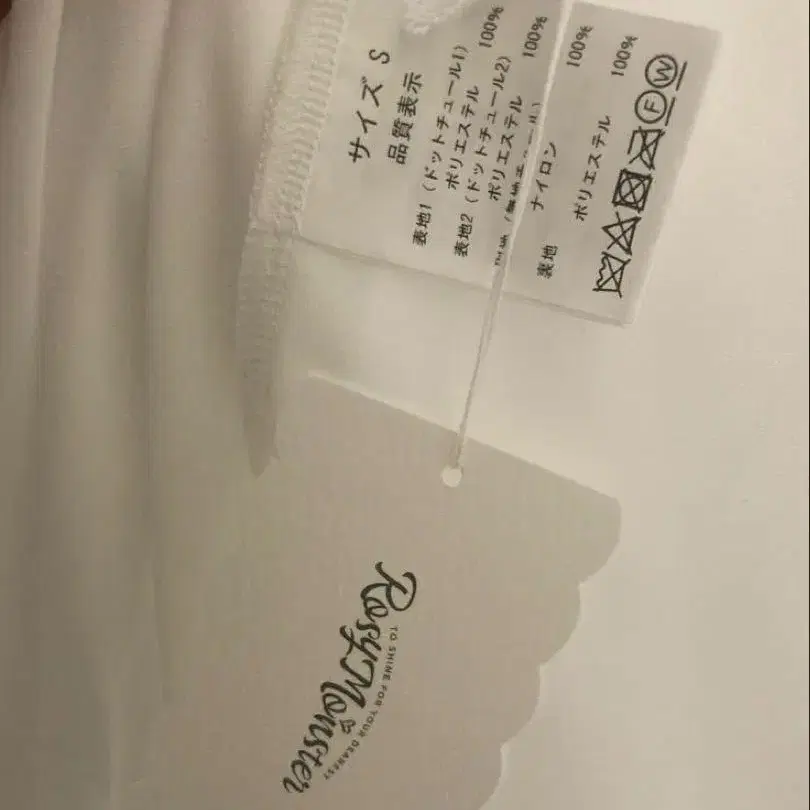 サイズ S
品質表示
表地1 (ドットチュール1)
ポリエステル 100%
表地2 (ドットチュール2)
ポリエステル 100%
ナイロン 100%
裏地 ポリエステル 100%
F W
Rosy Monster
TO SHINE FOR YOUR DEAREST